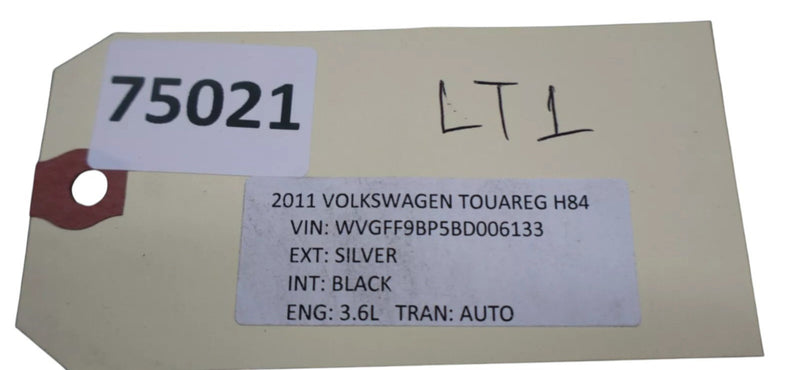 75021
LT1
2011 VOLKSWAGEN TOUAREG H84
VIN: WVGFF9BP5BD006133
EXT: SILVER
INT: BLACK
ENG: 3.6L TRAN: AUTO